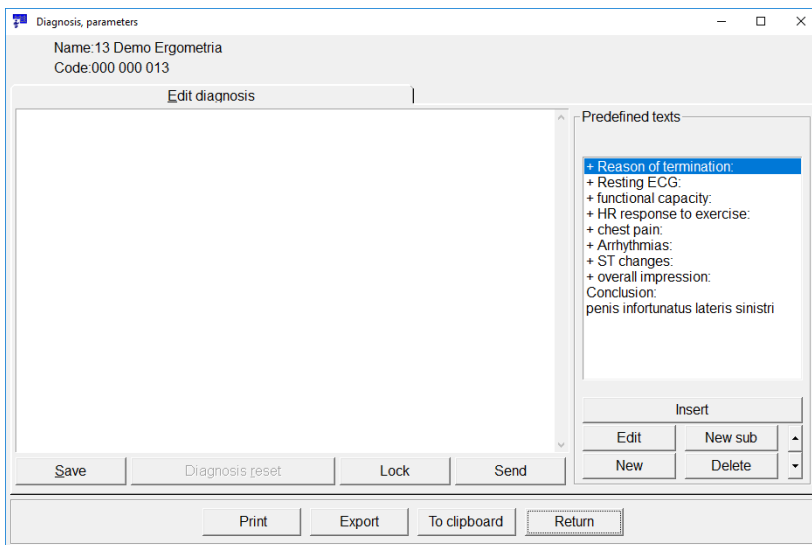 Diagnosis, parameters
Name:13 Demo Ergometria
Code:000 000 013
Edit diagnosis
Predefined texts
+ Reason of termination:
+ Resting ECG:
+ functional capacity:
+ HR response to exercise:
+ chest pain:
+ Arrhythmias:
+ ST changes:
+ overall impression:
Conclusion:
penis infortunatus lateris sinistri
Insert
Edit New sub
New Delete
Save Diagnosis reset Lock Send
Print Export To clipboard Return